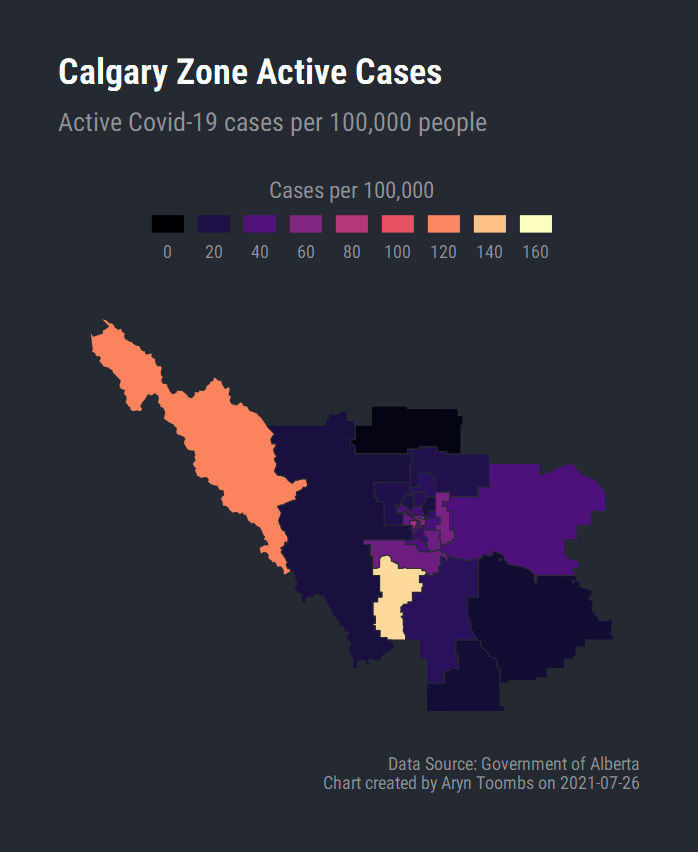 Calgary Zone Active Cases
Active Covid-19 cases per 100,000 people
Cases per 100,000
0 20 40 60 80 100 120 140 160
Data Source: Government of Alberta
Chart created by Aryn Toombs on 2021-07-26